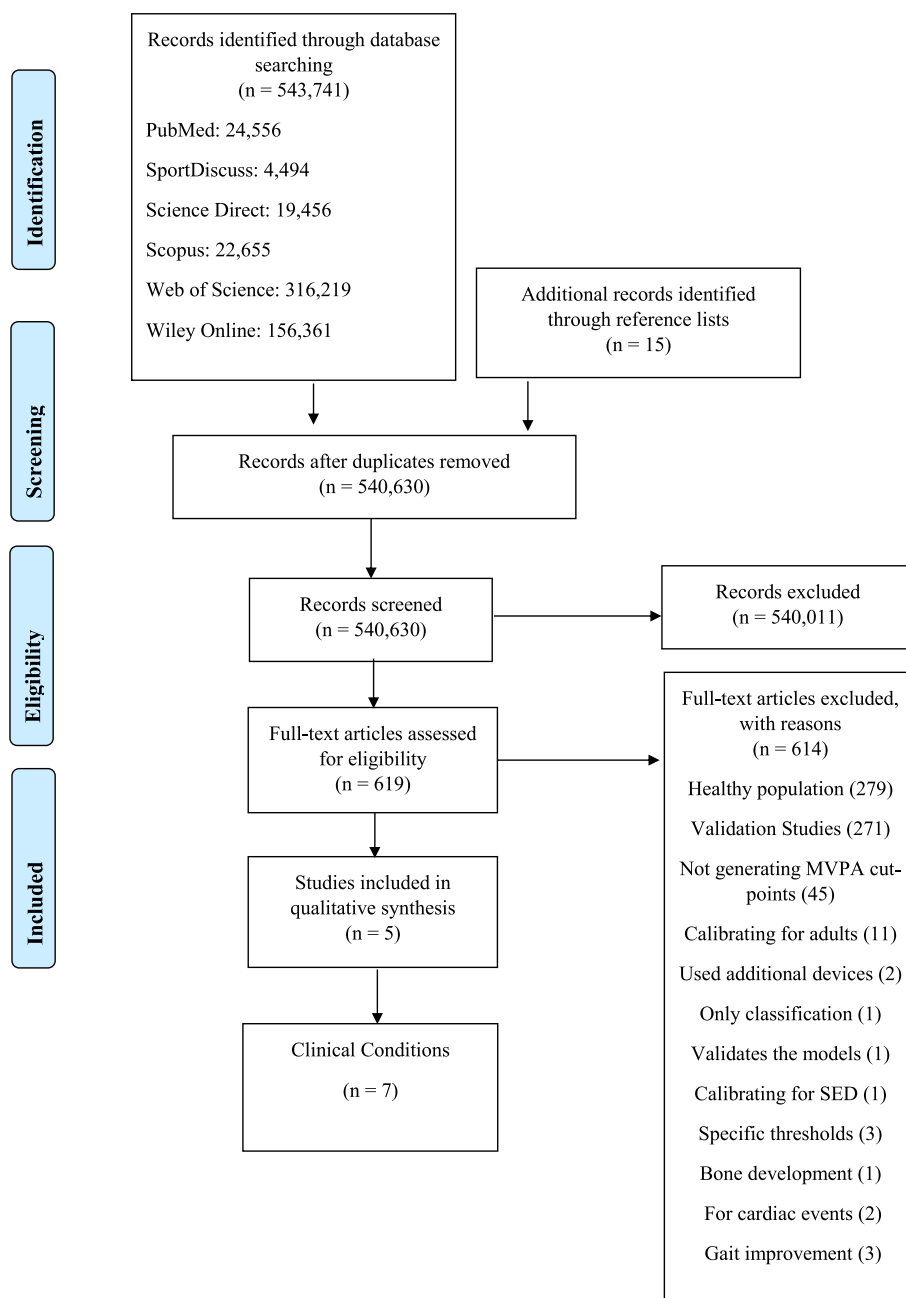 Identification
Records identified through database
searching
(n = 543,741)
PubMed: 24,556
SportDiscuss: 4,494
Science Direct: 19,456
Scopus: 22,655
Web of Science: 316,219
Wiley Online: 156,361
Additional records identified
through reference lists
(n = 15)
Screening
Records after duplicates removed
(n = 540,630)
Eligibility
Records screened
(n = 540,630)
Records excluded
(n = 540,011)
Full-text articles assessed
for eligibility
(n = 619)
Full-text articles excluded,
with reasons
(n = 614)
Healthy population (279)
Validation Studies (271)
Not generating MVPA cut-
points (45)
Calibrating for adults (11)
Used additional devices (2)
Only classification (1)
Validates the models (1)
Calibrating for SED (1)
Specific thresholds (3)
Bone development (1)
For cardiac events (2)
Gait improvement (3)
Included
Studies included in
qualitative synthesis
(n = 5)
Clinical Conditions
(n = 7)